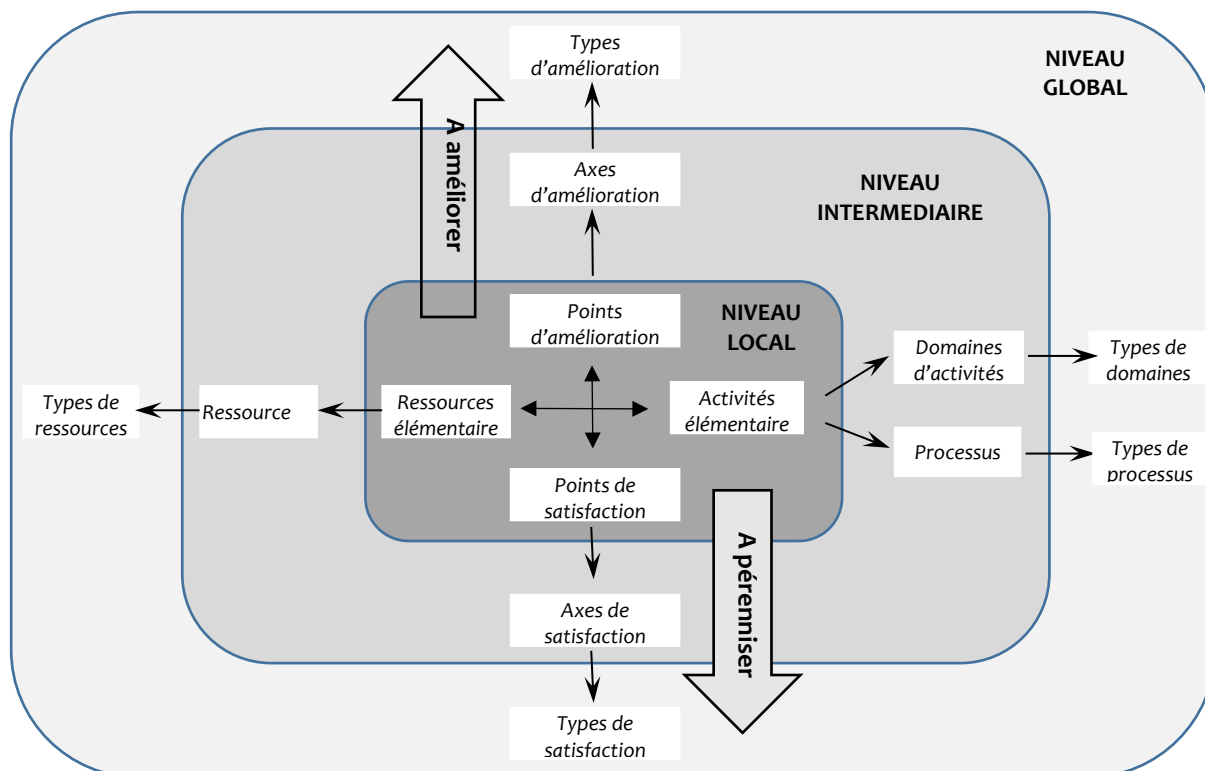 Types
d'amélioration
NIVEAU
GLOBAL
A améliorer
Axes
d'amélioration
NIVEAU
INTERMEDIAIRE
Points
d'amélioration
NIVEAU
LOCAL
Domaines
d'activités
Types de
domaines
Types de
ressources
Ressource
Ressources
élémentaire
Activités
élémentaire
Processus
Types de
processus
Points de
satisfaction
A pérenniser
Axes de
satisfaction
Types de
satisfaction